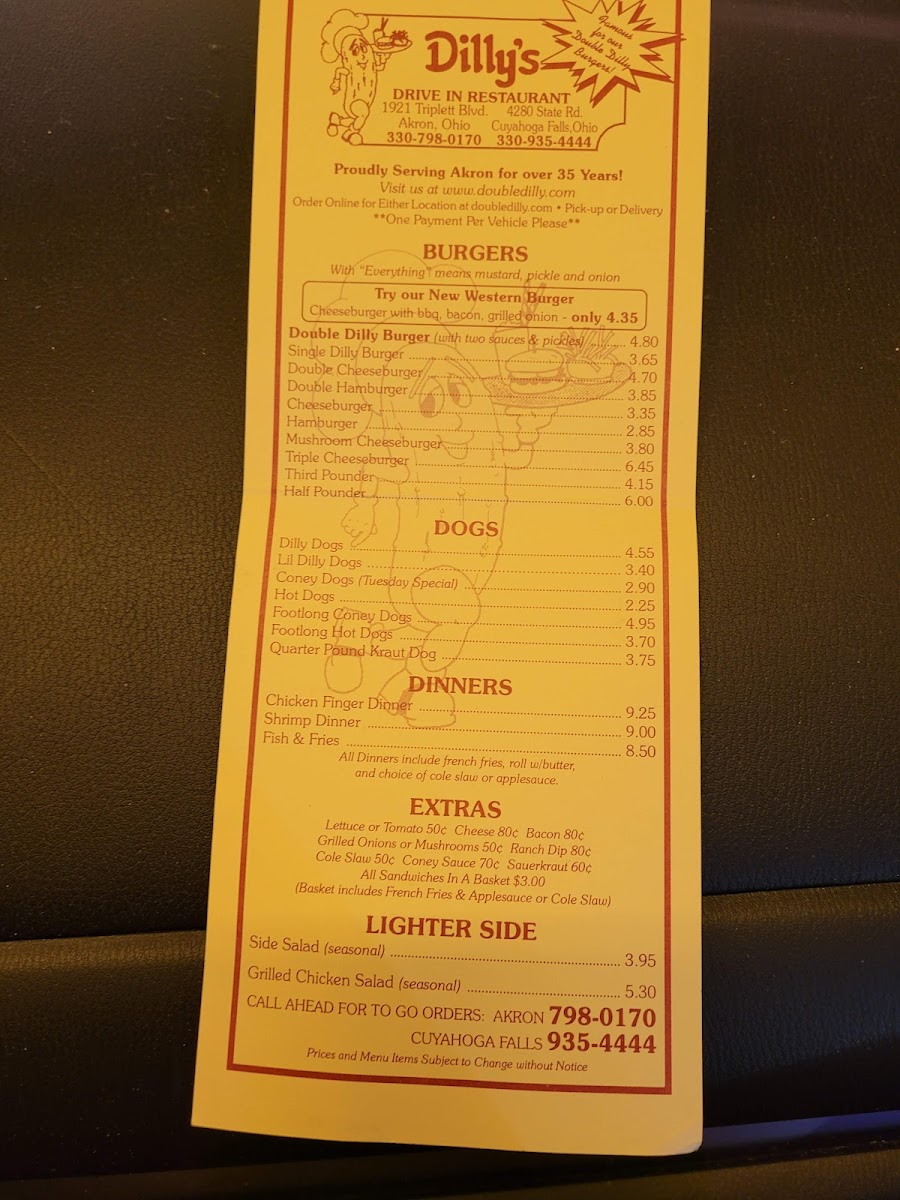 Dilly's
Famous
for our
Double Dilly
Burgers!
DRIVE IN RESTAURANT
1921 Triplett Blvd. 4280 State Rd.
Akron, Ohio Cuyahoga Falls,Ohio
330-798-0170 330-935-4444
Proudly Serving Akron for over 35 Years!
Visit us at www.doubledilly.com
Order Online for Either Location at doubledilly.com • Pick-up or Delivery
**One Payment Per Vehicle Please**
BURGERS
With "Everything" means mustard, pickle and onion
Try our New Western Burger
Cheeseburger with bbq, bacon, grilled onion - only 4.35
Double Dilly Burger (with two sauces & pickles) 4.80
Single Dilly Burger 3.65
Double Cheeseburger 4.70
Double Hamburger 3.85
Cheeseburger 3.35
Hamburger 2.85
Mushroom Cheeseburger 3.80
Triple Cheeseburger 6.45
Third Pounder 4.15
Half Pounder 6.00
DOGS
Dilly Dogs 4.55
Lil Dilly Dogs 3.40
Coney Dogs (Tuesday Special) 2.90
Hot Dogs 2.25
Footlong Coney Dogs 4.95
Footlong Hot Dogs 3.70
Quarter Pound Kraut Dog 3.75
DINNERS
Chicken Finger Dinner 9.25
Shrimp Dinner 9.00
Fish & Fries 8.50
All Dinners include french fries, roll w/butter,
and choice of cole slaw or applesauce.
EXTRAS
Lettuce or Tomato 50¢ Cheese 80¢ Bacon 80¢
Grilled Onions or Mushrooms 50¢ Ranch Dip 80¢
Cole Slaw 50¢ Coney Sauce 70¢ Sauerkraut 60¢
All Sandwiches In A Basket $3.00
(Basket includes French Fries & Applesauce or Cole Slaw)
LIGHTER SIDE
Side Salad (seasonal) 3.95
Grilled Chicken Salad (seasonal) 5.30
CALL AHEAD FOR TO GO ORDERS: AKRON 798-0170
CUYAHOGA FALLS 935-4444
Prices and Menu Items Subject to Change without Notice